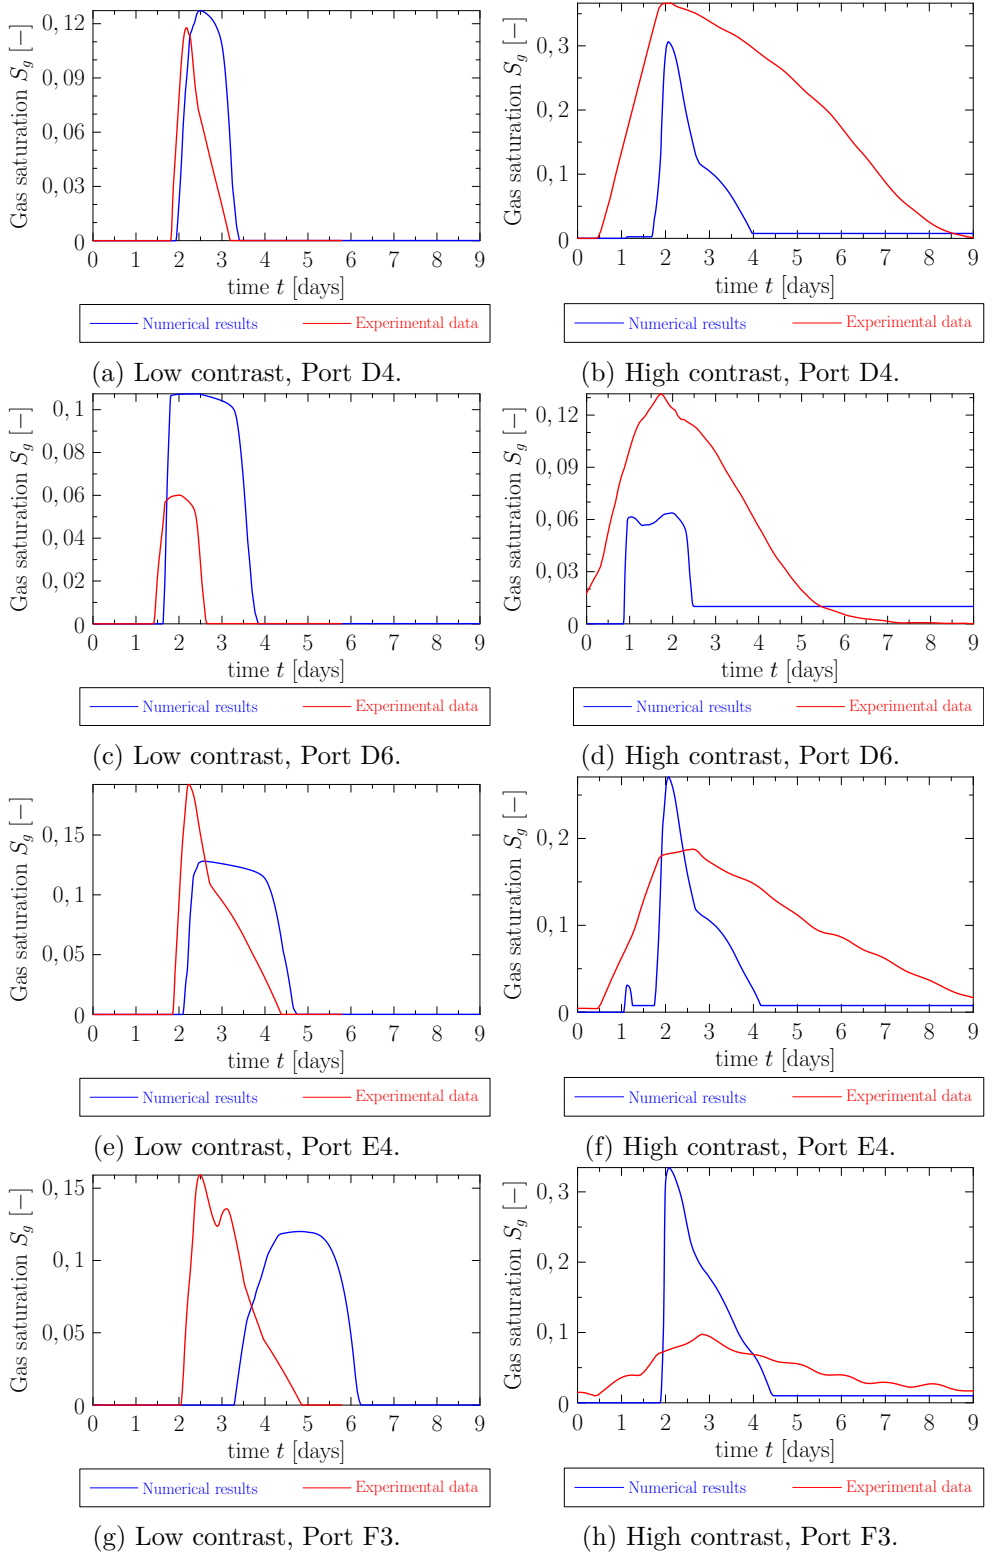 Gas saturation S_g [−]
0,12
0,09
0,06
0,03
0
0 1 2 3 4 5 6 7 8 9
time t [days]
Numerical results Experimental data
(a) Low contrast, Port D4.
Gas saturation S_g [−]
0,3
0,2
0,1
0
0 1 2 3 4 5 6 7 8 9
time t [days]
Numerical results Experimental data
(b) High contrast, Port D4.
Gas saturation S_g [−]
0,1
0,08
0,06
0,04
0,02
0
0 1 2 3 4 5 6 7 8 9
time t [days]
Numerical results Experimental data
(c) Low contrast, Port D6.
Gas saturation S_g [−]
0,12
0,09
0,06
0,03
0
0 1 2 3 4 5 6 7 8 9
time t [days]
Numerical results Experimental data
(d) High contrast, Port D6.
Gas saturation S_g [−]
0,15
0,1
0,05
0
0 1 2 3 4 5 6 7 8 9
time t [days]
Numerical results Experimental data
(e) Low contrast, Port E4.
Gas saturation S_g [−]
0,2
0,1
0
0 1 2 3 4 5 6 7 8 9
time t [days]
Numerical results Experimental data
(f) High contrast, Port E4.
Gas saturation S_g [−]
0,15
0,1
0,05
0
0 1 2 3 4 5 6 7 8 9
time t [days]
Numerical results Experimental data
(g) Low contrast, Port F3.
Gas saturation S_g [−]
0,3
0,2
0,1
0
0 1 2 3 4 5 6 7 8 9
time t [days]
Numerical results Experimental data
(h) High contrast, Port F3.